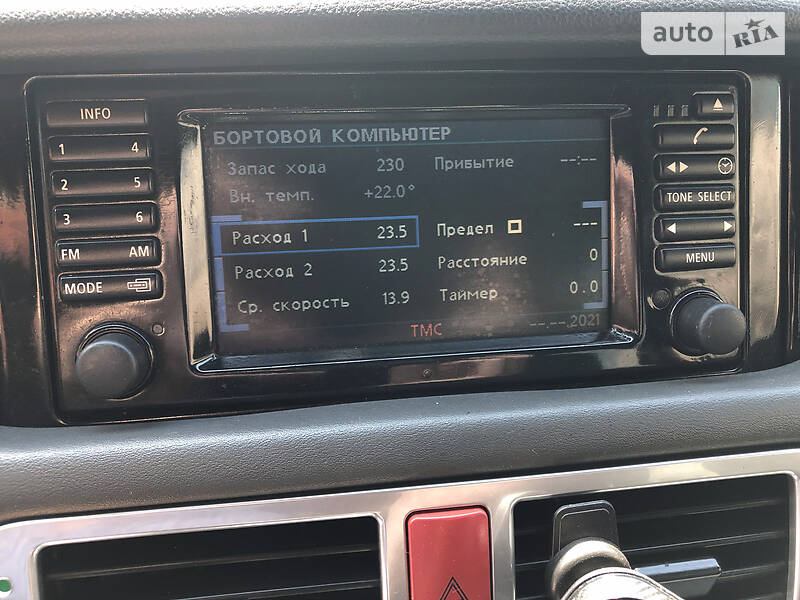 auto RIA
INFO
1 4
2 5
3 6
FM AM
MODE
TONE SELECT
MENU
БОРТОВОЙ КОМПЬЮТЕР
Запас хода 230 Прибытие --:--
Вн. темп. +22.0°
Расход 1 23.5 Предел ---
Расход 2 23.5 Расстояние 0
Ср. скорость 13.9 Таймер 0.0
TMC --.--.2021